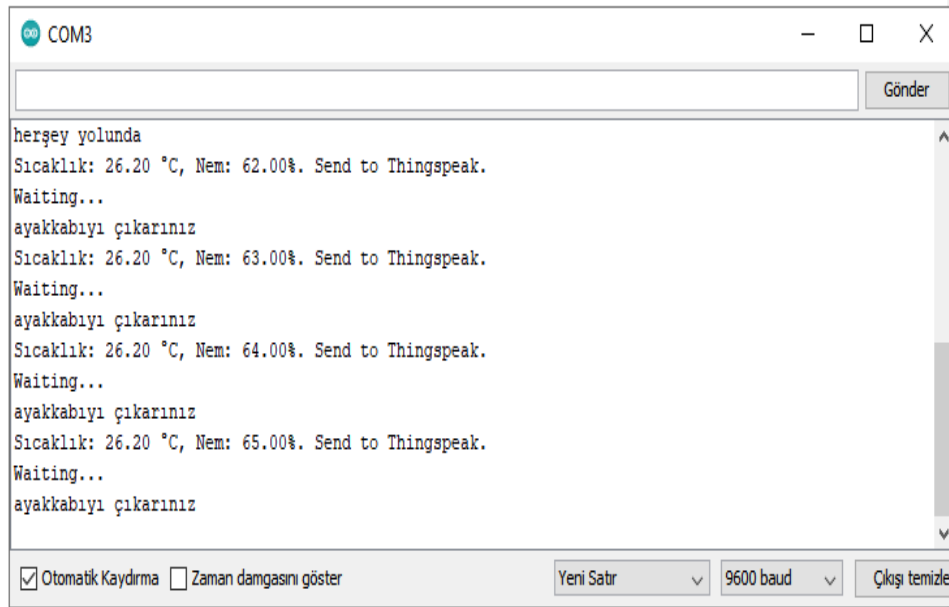 COM3
Gönder
herşey yolunda
Sıcaklık: 26.20 °C, Nem: 62.00%. Send to Thingspeak.
Waiting...
ayakkabıyı çıkarınız
Sıcaklık: 26.20 °C, Nem: 63.00%. Send to Thingspeak.
Waiting...
ayakkabıyı çıkarınız
Sıcaklık: 26.20 °C, Nem: 64.00%. Send to Thingspeak.
Waiting...
ayakkabıyı çıkarınız
Sıcaklık: 26.20 °C, Nem: 65.00%. Send to Thingspeak.
Waiting...
ayakkabıyı çıkarınız
Otomatik Kaydırma Zaman damgasını göster Yeni Satır 9600 baud Çıkışı temizle